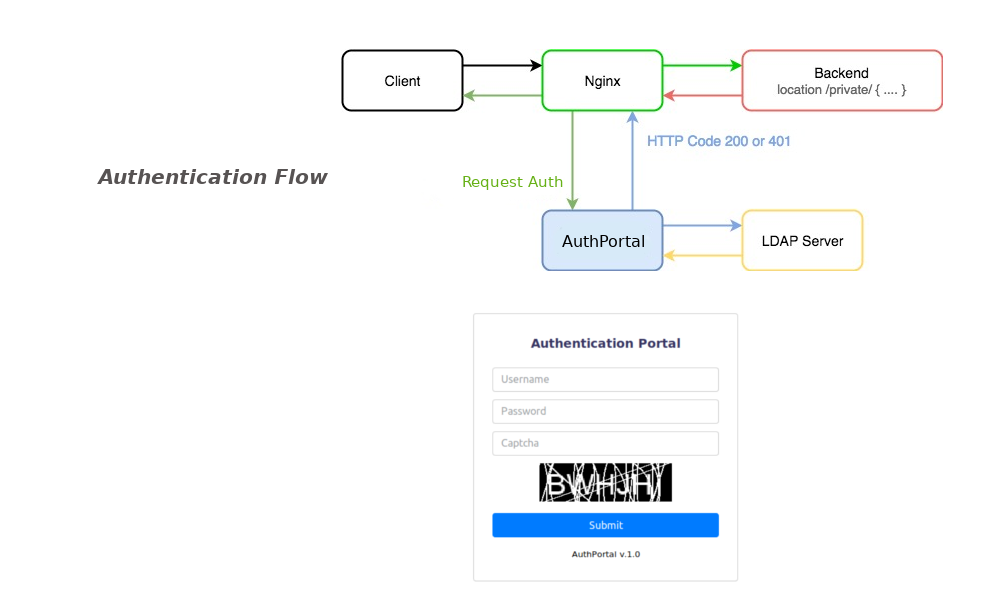 Client
Nginx
Backend
location /private/ { .... }
HTTP Code 200 or 401
Authentication Flow
Request Auth
AuthPortal
LDAP Server
Authentication Portal
Username
Password
Captcha
BWHJHI
Submit
AuthPortal v.1.0